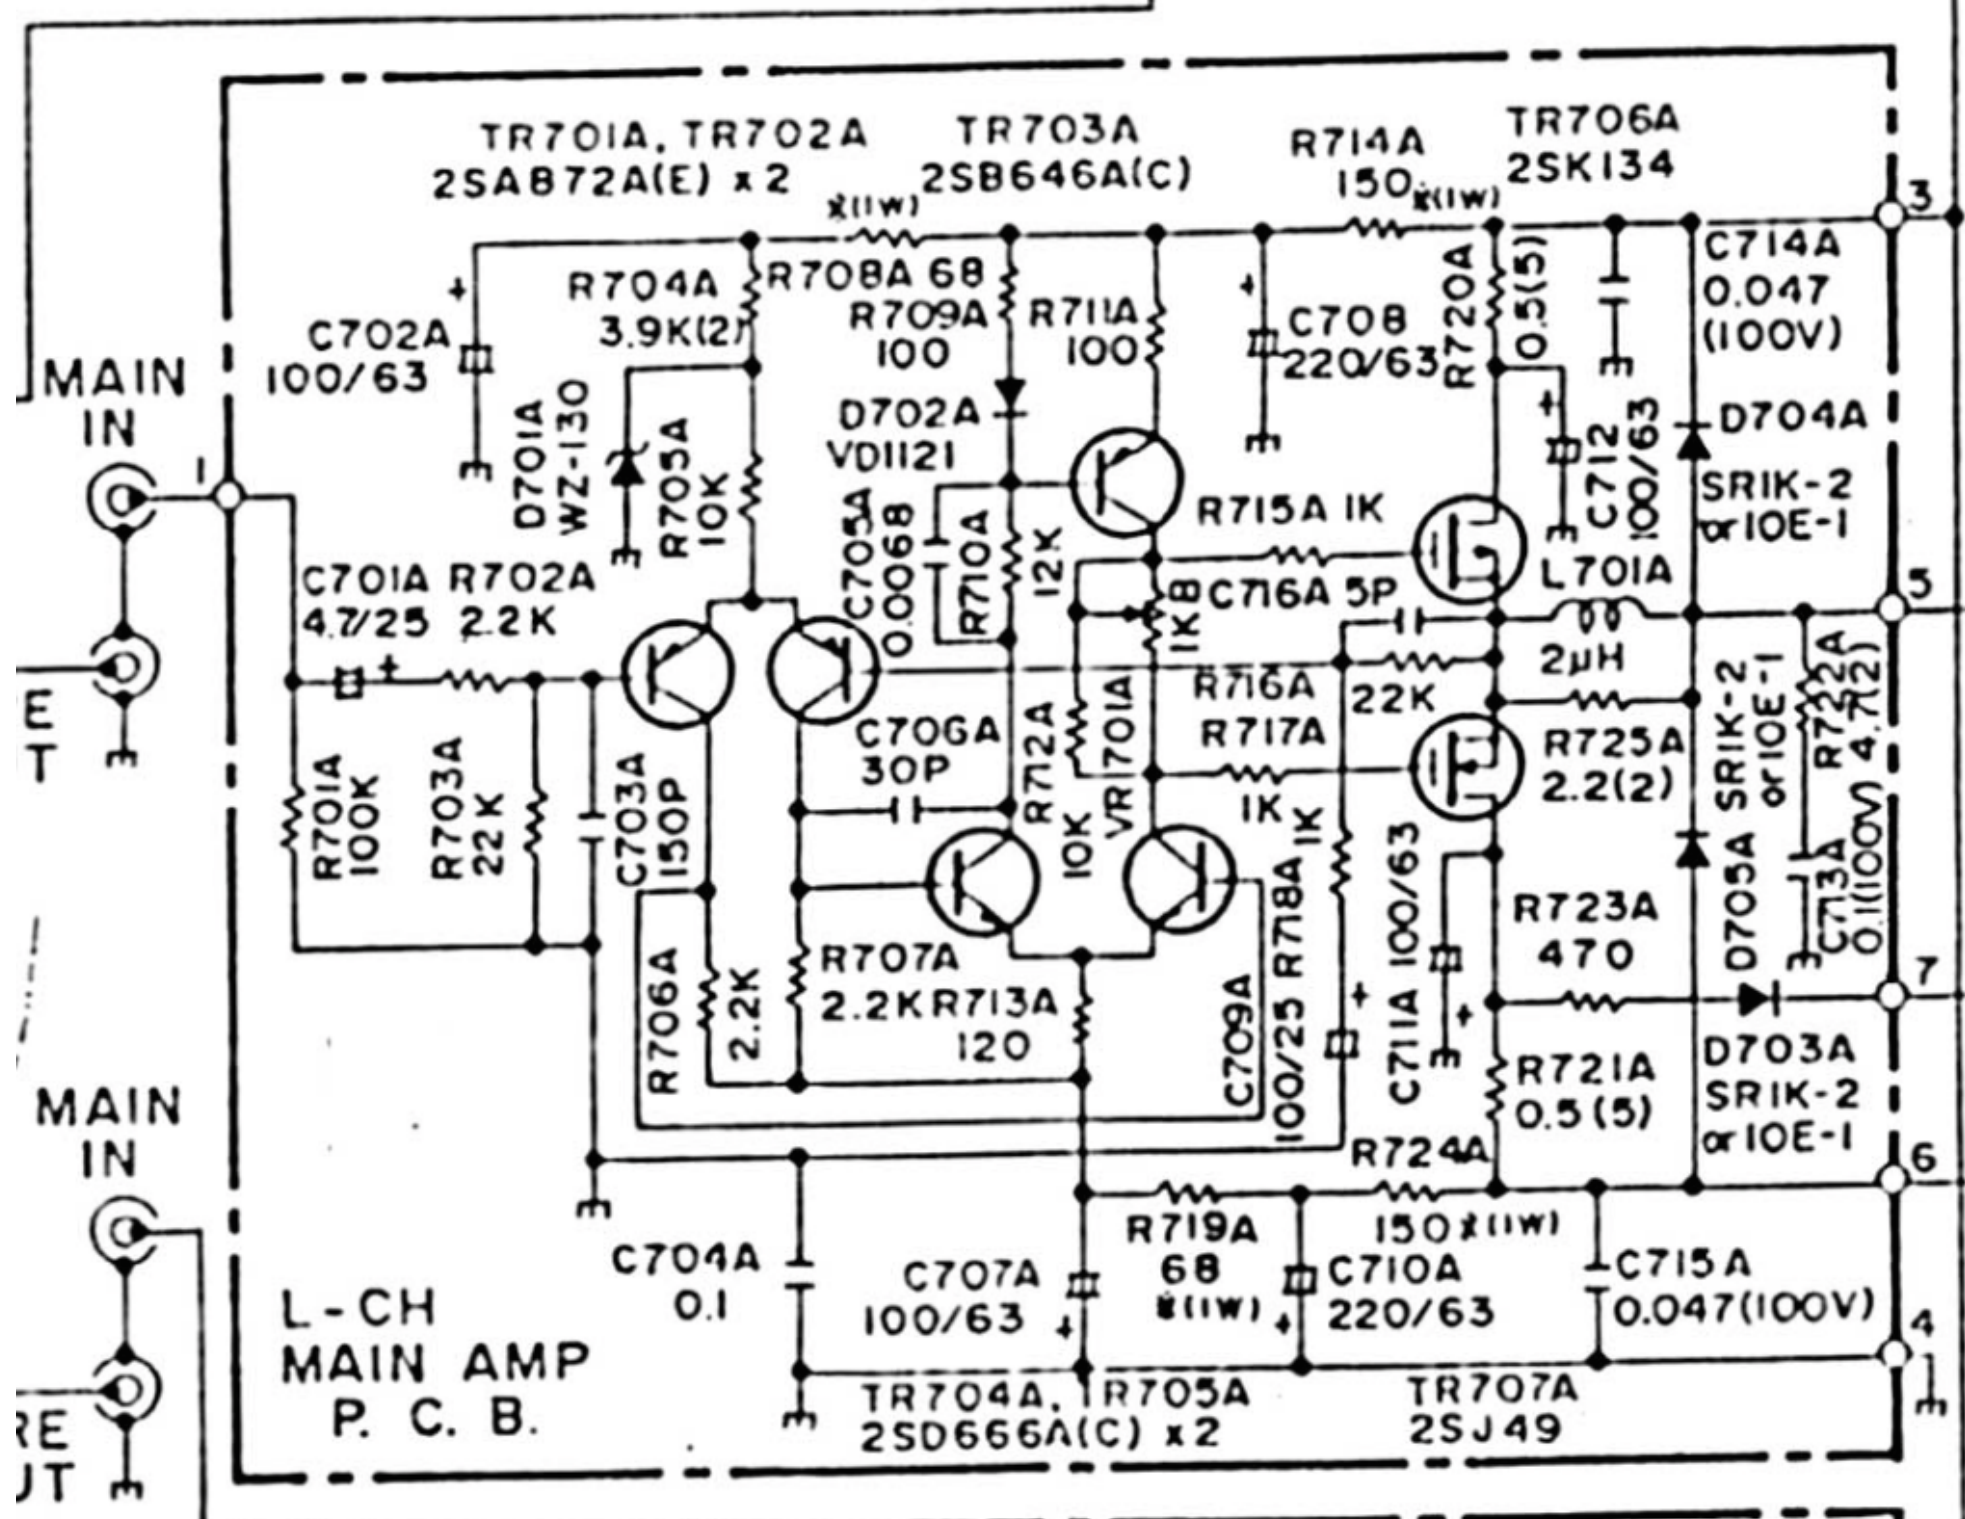 TR701A, TR702A
2SA872A(E) x 2
TR703A
2SB646A(C)
R714A
150 *(1W)
TR706A
2SK134
3
*(1W)
R708A 68
R704A
3.9K(2)
C702A
100/63
R709A
100
R711A
100
C708
220/63
R720A
0.5(5)
C714A
0.047
(100V)
MAIN
IN
1
D701A
WZ-130
R705A
10K
D702A
VD1121
C705A
0.0068
R710A
12K
R715A 1K
C712
100/63
D704A
SR1K-2
or 10E-1
C701A
4.7/25
R702A
2.2K
1KB
C716A 5P
L701A
2µH
5
E
T
R716A
22K
R712A
10K
VR1701A
R717A
1K
C706A
30P
R725A
2.2(2)
SR1K-2
or 10E-1
D705A
R722A
4.7(2)
C713A
0.1(100V)
R701A
100K
R703A
22K
C703A
150P
R718A
1K
C711A 100/63
R723A
470
7
R706A
2.2K
R707A
2.2K
R713A
120
C709A
100/25
R721A
0.5(5)
D703A
SR1K-2
or 10E-1
MAIN
IN
R724A
150 *(1W)
6
R719A
68
*(1W)
C704A
0.1
C707A
100/63
C710A
220/63
C715A
0.047(100V)
4
L-CH
MAIN AMP
P. C. B.
TR704A, TR705A
2SD666A(C) x 2
TR707A
2SJ49
RE
UT